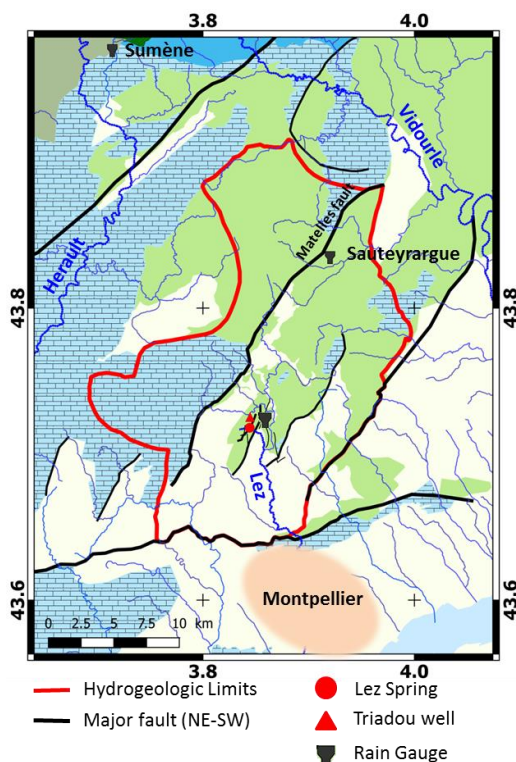 3.8 4.0
Sumène
Vidourle
Matelles fault
Sauteyrargue
Herault
43.8 43.8
Lez
43.6 43.6
Montpellier
0 2.5 5 7.5 10 km
3.8 4.0
Hydrogeologic Limits
Major fault (NE-SW)
Lez Spring
Triadou well
Rain Gauge